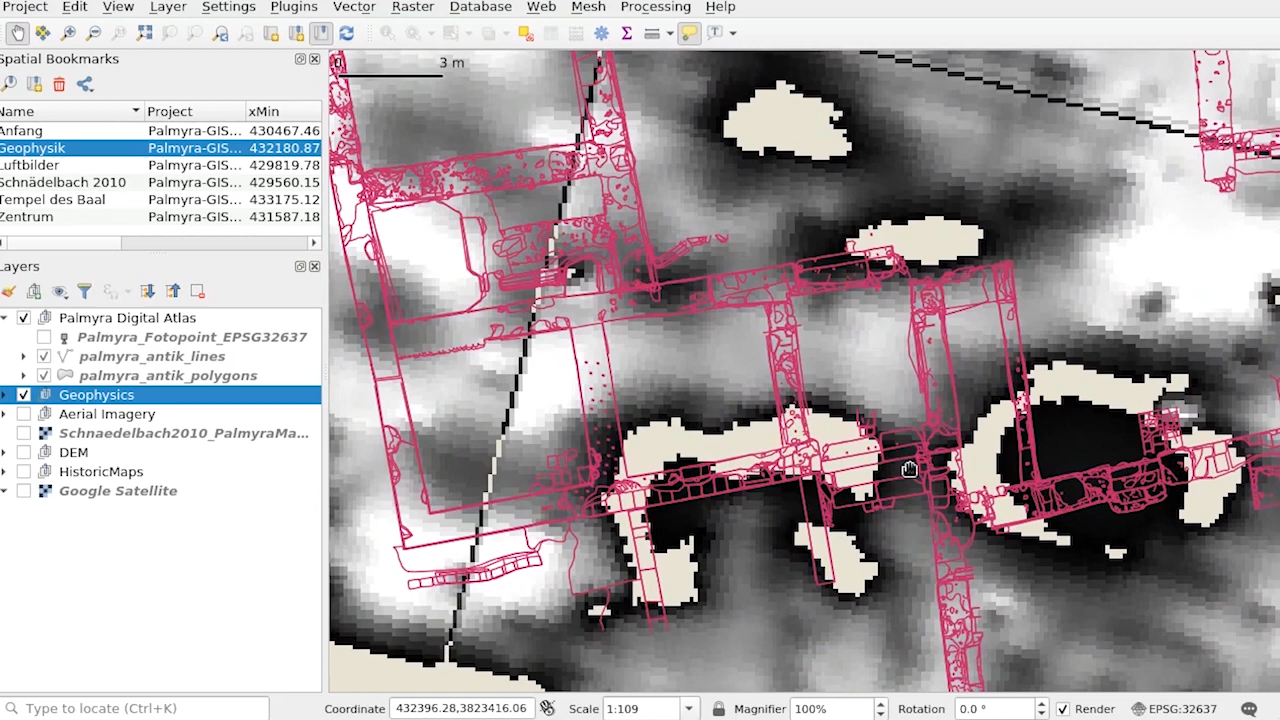 Project Edit View Layer Settings Plugins Vector Raster Database Web Mesh Processing Help
Spatial Bookmarks
Name Project xMin
Anfang Palmyra-GIS... 430467.46
Geophysik Palmyra-GIS... 432180.87
Luftbilder Palmyra-GIS... 429819.78
Schnädelbach 2010 Palmyra-GIS... 429560.15
Tempel des Baal Palmyra-GIS... 433175.12
Zentrum Palmyra-GIS... 431587.18
Layers
Palmyra Digital Atlas
Palmyra_Fotopoint_EPSG32637
palmyra_antik_lines
palmyra_antik_polygons
Geophysics
Aerial Imagery
Schnaedelbach2010_PalmyraMa...
DEM
HistoricMaps
Google Satellite
0 3 m
Type to locate (Ctrl+K) Coordinate 432396.28,3823416.06 Scale 1:109 Magnifier 100% Rotation 0.0 ° Render EPSG:32637